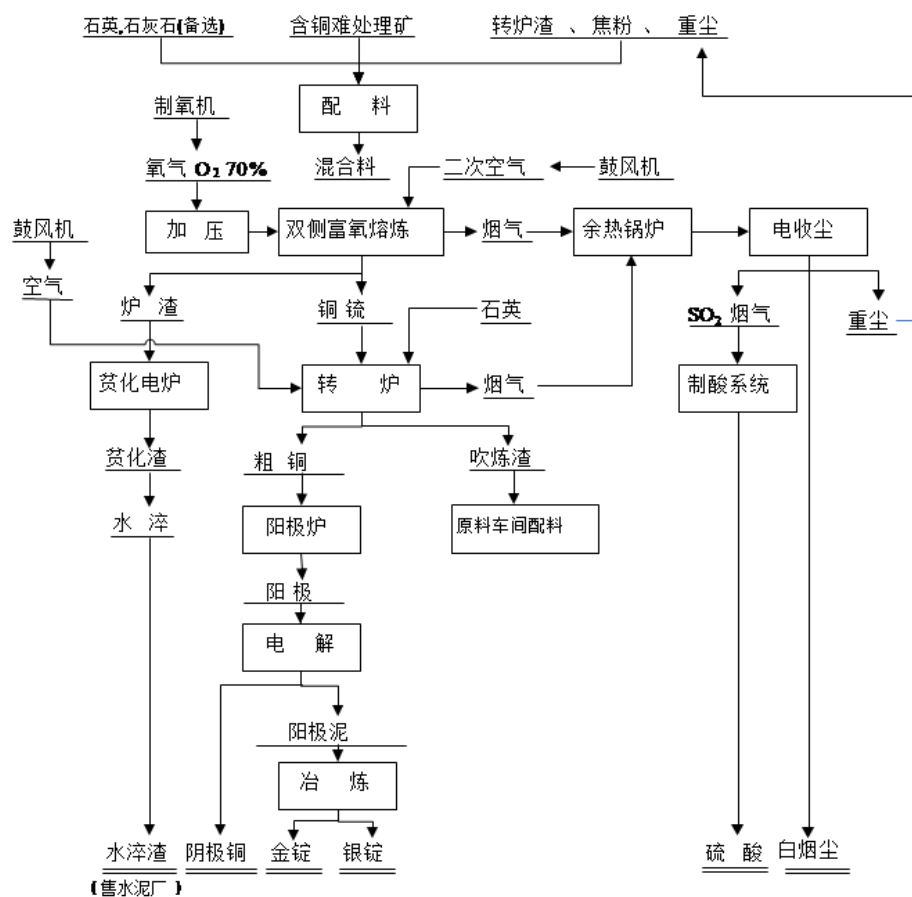 石英,石灰石(备选) 含铜难处理矿 转炉渣 、 焦粉 、 重尘
配 料
制氧机
氧气 O₂ 70% 混合料 二次空气 鼓风机
鼓风机 加 压 双侧富氧熔炼 烟气 余热锅炉 电收尘
空气
炉 渣 铜 锍 石英 SO₂ 烟气 重尘
贫化电炉 转 炉 烟气 制酸系统
贫化渣 粗 铜 吹炼渣
水 淬 阳极炉 原料车间配料
阳 极
电 解
阳极泥
冶 炼
水淬渣 阴极铜 金锭 银锭 硫 酸 白烟尘
(售水泥厂)